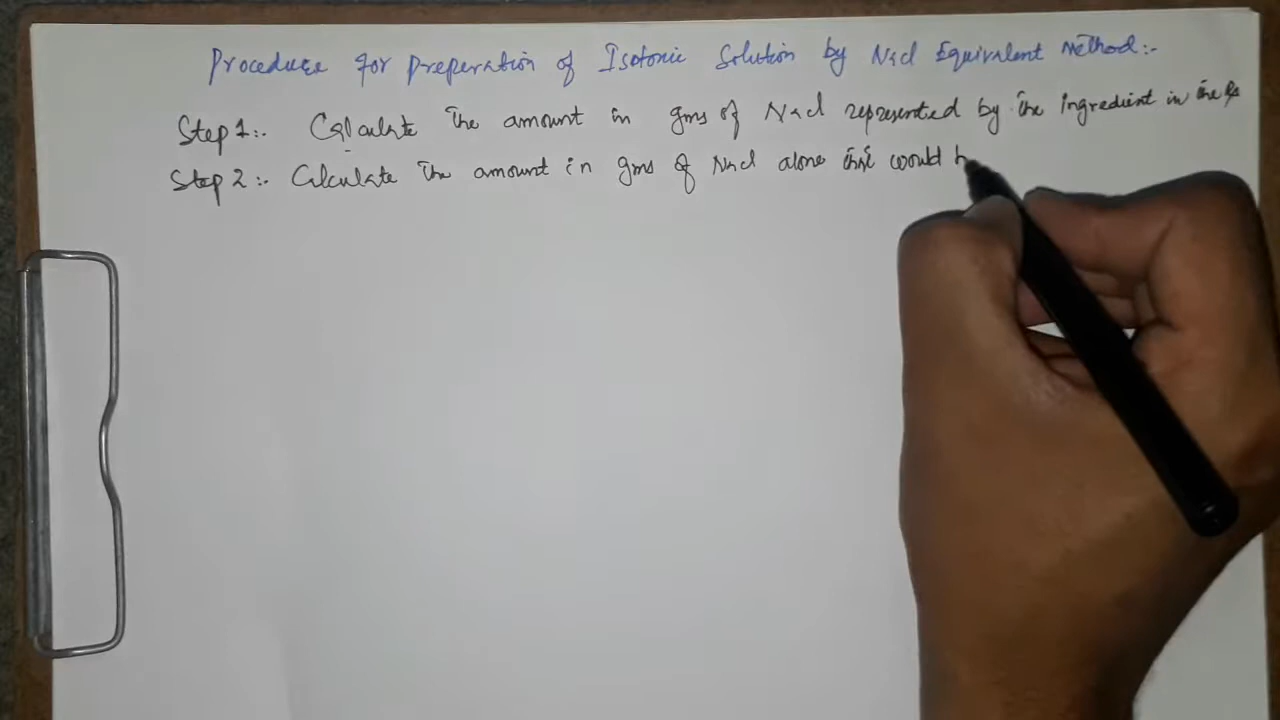 Procedure for preperation of Isotonic Solution by Nacl Equivalent Method:-
Step 1:- Calculate The amount in gms of Nacl represented by the ingredient in the Rx
Step 2:- Calculate The amount in gms of Nacl alone that would b